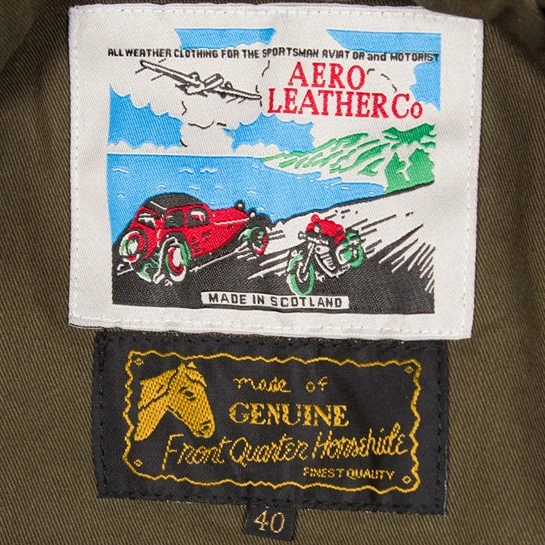 ALL WEATHER CLOTHING FOR THE SPORTSMAN AVIATOR and MOTORIST
AERO
LEATHER Co
MADE IN SCOTLAND
made of
GENUINE
Front Quarter Horsehide
FINEST QUALITY
40